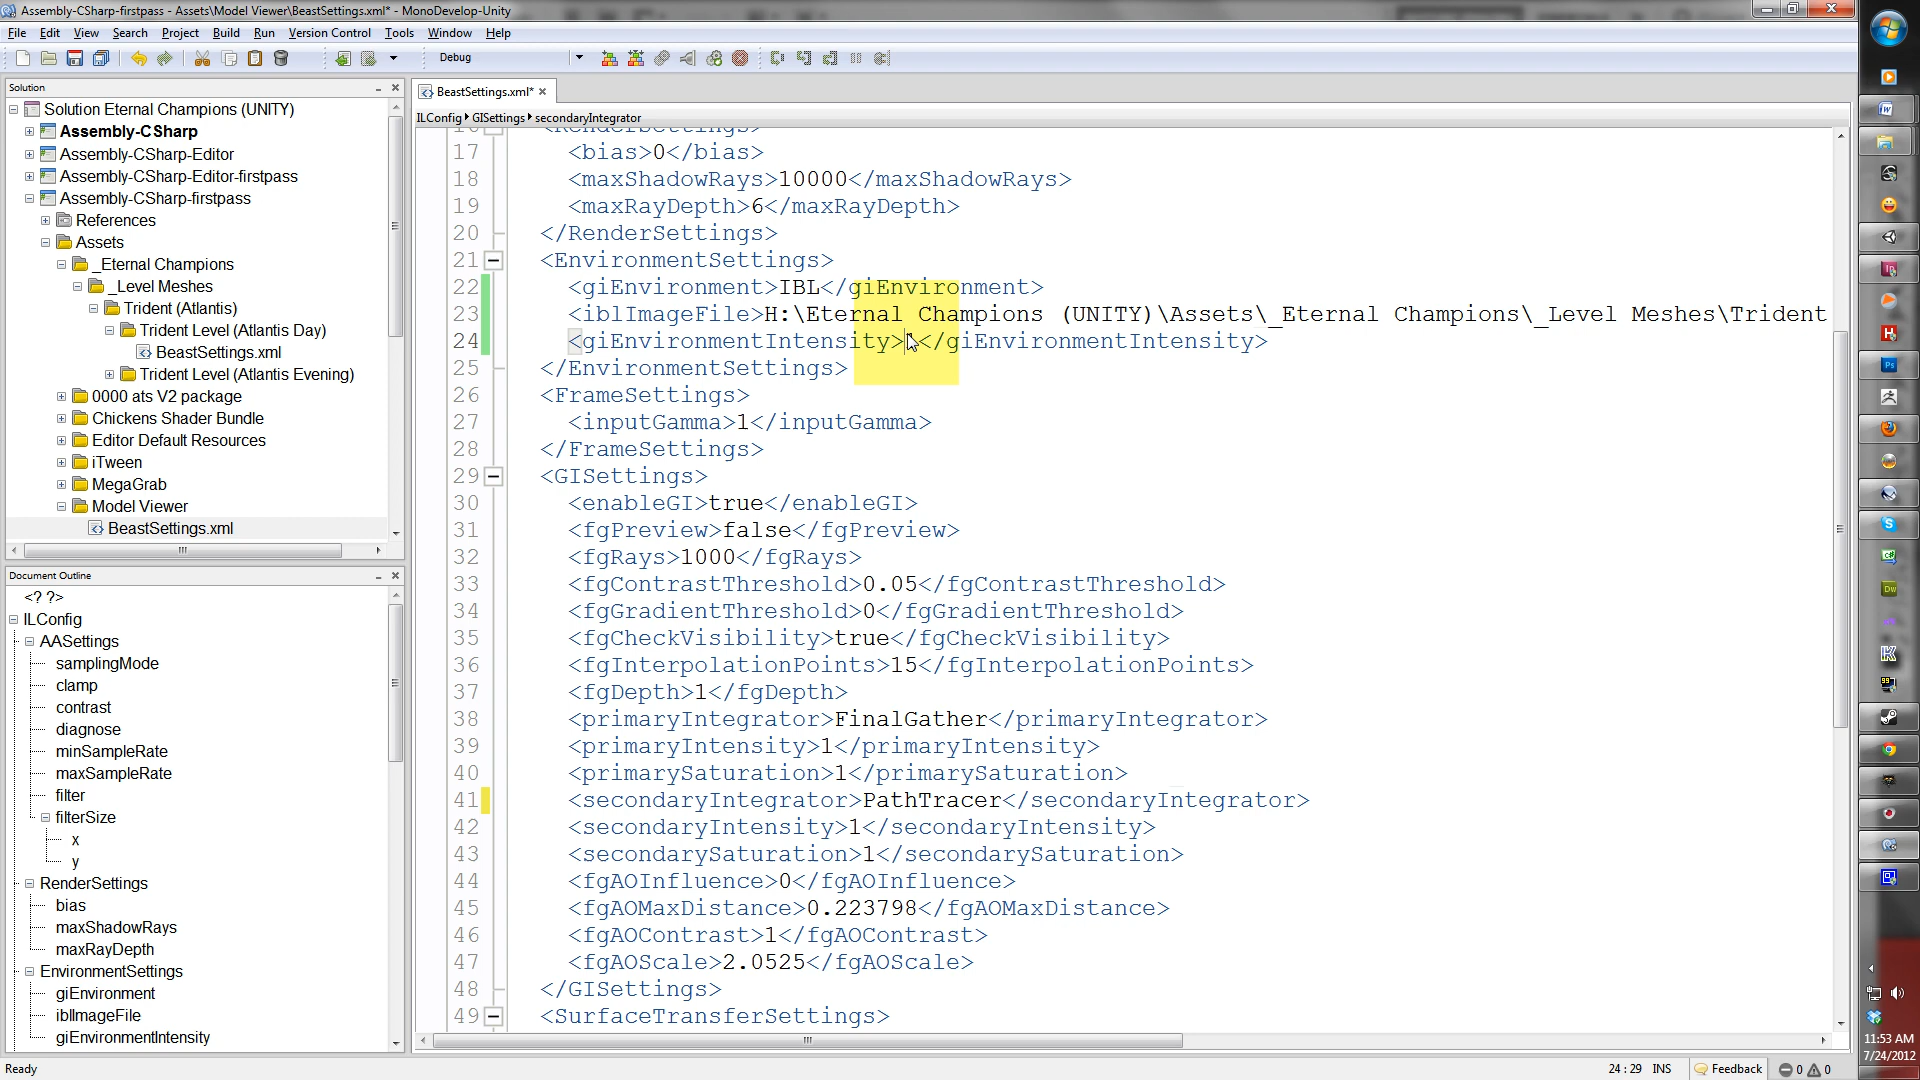 Assembly-CSharp-firstpass - Assets\Model Viewer\BeastSettings.xml* - MonoDevelop-Unity
File Edit View Search Project Build Run Version Control Tools Window Help
Debug
Solution
Solution Eternal Champions (UNITY)
Assembly-CSharp
Assembly-CSharp-Editor
Assembly-CSharp-Editor-firstpass
Assembly-CSharp-firstpass
References
Assets
_Eternal Champions
_Level Meshes
Trident (Atlantis)
Trident Level (Atlantis Day)
BeastSettings.xml
Trident Level (Atlantis Evening)
0000 ats V2 package
Chickens Shader Bundle
Editor Default Resources
iTween
MegaGrab
Model Viewer
BeastSettings.xml
Document Outline
<? ?>
ILConfig
AASettings
samplingMode
clamp
contrast
diagnose
minSampleRate
maxSampleRate
filter
filterSize
x
y
RenderSettings
bias
maxShadowRays
maxRayDepth
EnvironmentSettings
giEnvironment
iblImageFile
giEnvironmentIntensity
BeastSettings.xml*
ILConfig GISettings secondaryIntegrator
16 <RenderSettings>
17 <bias>0</bias>
18 <maxShadowRays>10000</maxShadowRays>
19 <maxRayDepth>6</maxRayDepth>
20 </RenderSettings>
21 <EnvironmentSettings>
22 <giEnvironment>IBL</giEnvironment>
23 <iblImageFile>H:\Eternal Champions (UNITY)\Assets\_Eternal Champions\_Level Meshes\Trident
24 <giEnvironmentIntensity></giEnvironmentIntensity>
25 </EnvironmentSettings>
26 <FrameSettings>
27 <inputGamma>1</inputGamma>
28 </FrameSettings>
29 <GISettings>
30 <enableGI>true</enableGI>
31 <fgPreview>false</fgPreview>
32 <fgRays>1000</fgRays>
33 <fgContrastThreshold>0.05</fgContrastThreshold>
34 <fgGradientThreshold>0</fgGradientThreshold>
35 <fgCheckVisibility>true</fgCheckVisibility>
36 <fgInterpolationPoints>15</fgInterpolationPoints>
37 <fgDepth>1</fgDepth>
38 <primaryIntegrator>FinalGather</primaryIntegrator>
39 <primaryIntensity>1</primaryIntensity>
40 <primarySaturation>1</primarySaturation>
41 <secondaryIntegrator>PathTracer</secondaryIntegrator>
42 <secondaryIntensity>1</secondaryIntensity>
43 <secondarySaturation>1</secondarySaturation>
44 <fgAOInfluence>0</fgAOInfluence>
45 <fgAOMaxDistance>0.223798</fgAOMaxDistance>
46 <fgAOContrast>1</fgAOContrast>
47 <fgAOScale>2.0525</fgAOScale>
48 </GISettings>
49 <SurfaceTransferSettings>
Ready
24 : 29 INS Feedback 0 0
11:53 AM
7/24/2012